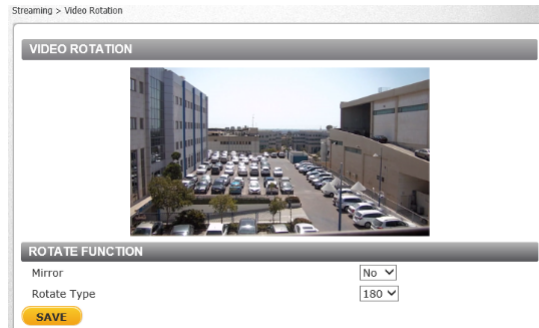 Streaming > Video Rotation
VIDEO ROTATION
ROTATE FUNCTION
Mirror No
Rotate Type 180
SAVE